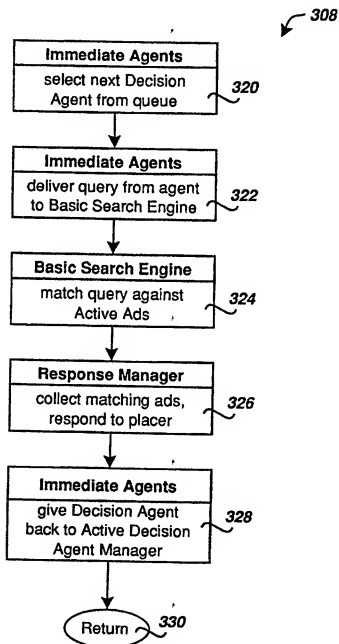 308
Immediate Agents
select next Decision
Agent from queue
320
Immediate Agents
deliver query from agent
to Basic Search Engine
322
Basic Search Engine
match query against
Active Ads
324
Response Manager
collect matching ads,
respond to placer
326
Immediate Agents
give Decision Agent
back to Active Decision
Agent Manager
328
Return
330